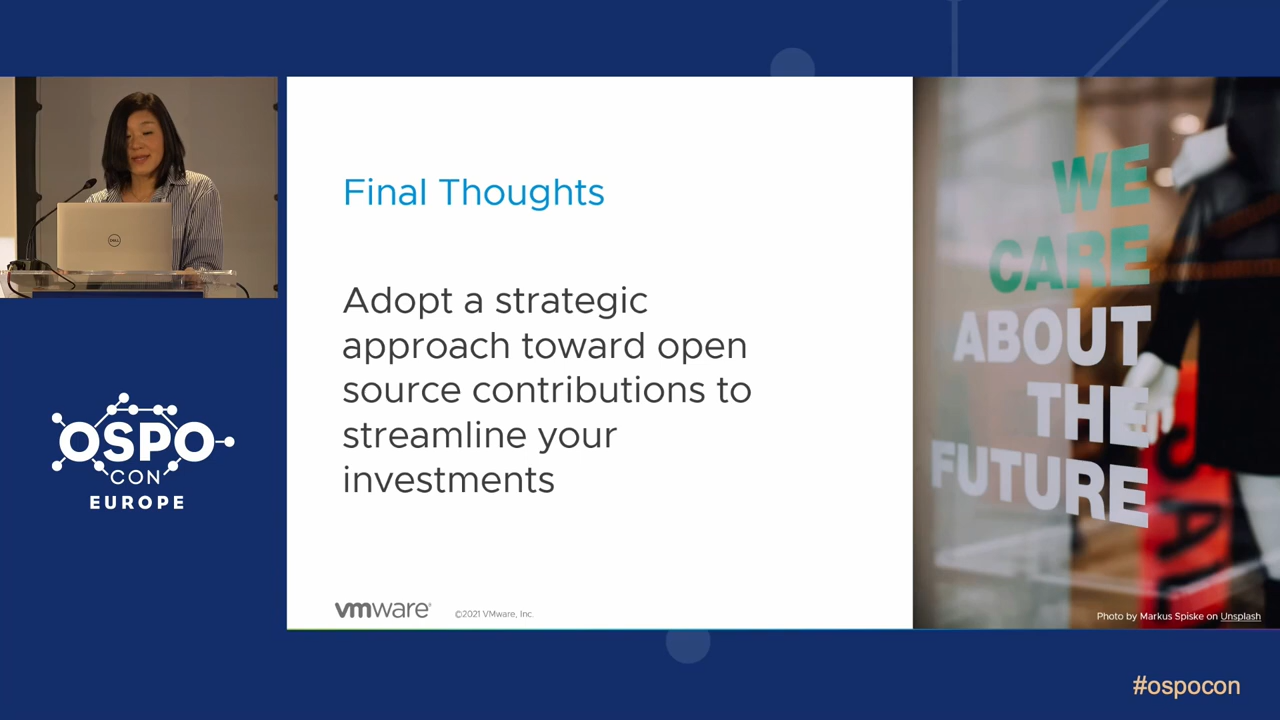 DELL
OSPO
CON
EUROPE
Final Thoughts
Adopt a strategic
approach toward open
source contributions to
streamline your
investments
vmware®
©2021 VMware, Inc.
WE
CARE
ABOUT
THE
FUTURE
SAL
Photo by Markus Spiske on Unsplash
#ospocon